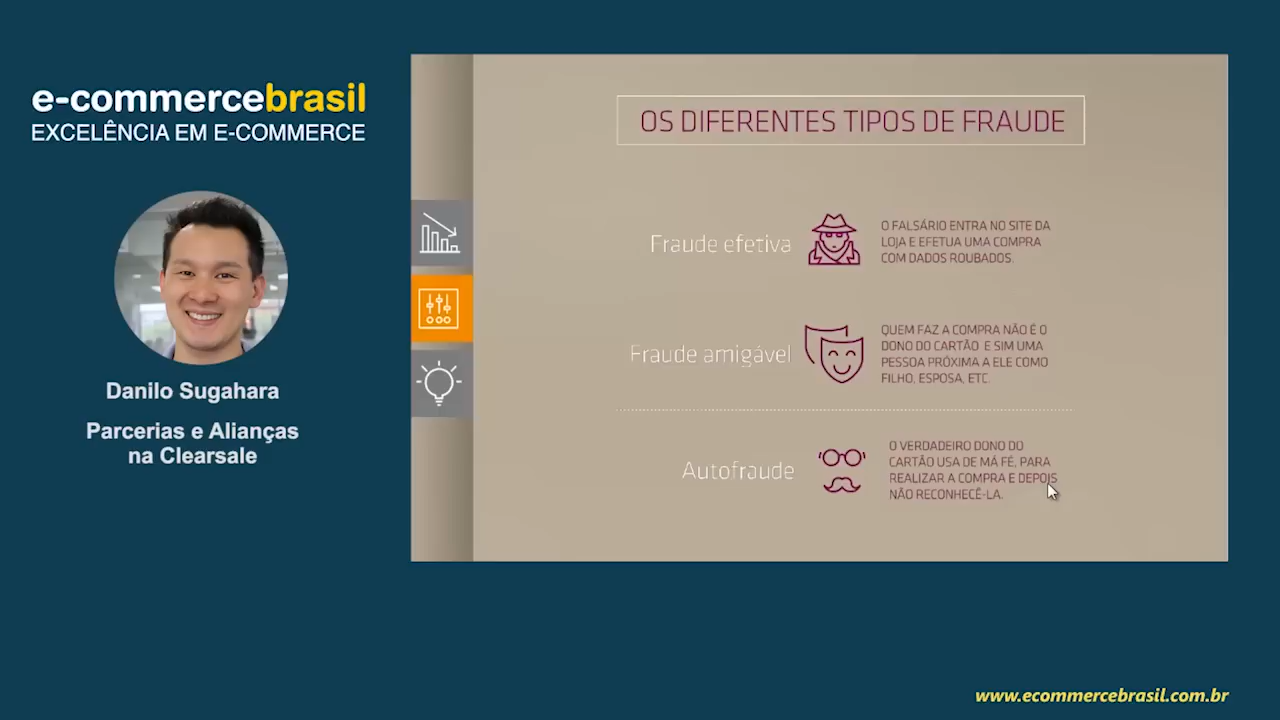 e-commercebrasil
EXCELÊNCIA EM E-COMMERCE
Danilo Sugahara
Parcerias e Alianças
na Clearsale
OS DIFERENTES TIPOS DE FRAUDE
Fraude efetiva
O FALSÁRIO ENTRA NO SITE DA
LOJA E EFETUA UMA COMPRA
COM DADOS ROUBADOS.
Fraude amigável
QUEM FAZ A COMPRA NÃO É O
DONO DO CARTÃO E SIM UMA
PESSOA PRÓXIMA A ELE COMO
FILHO, ESPOSA, ETC.
Autofraude
O VERDADEIRO DONO DO
CARTÃO USA DE MÁ FÉ, PARA
REALIZAR A COMPRA E DEPOIS
NÃO RECONHECÊ-LA.
www.ecommercebrasil.com.br